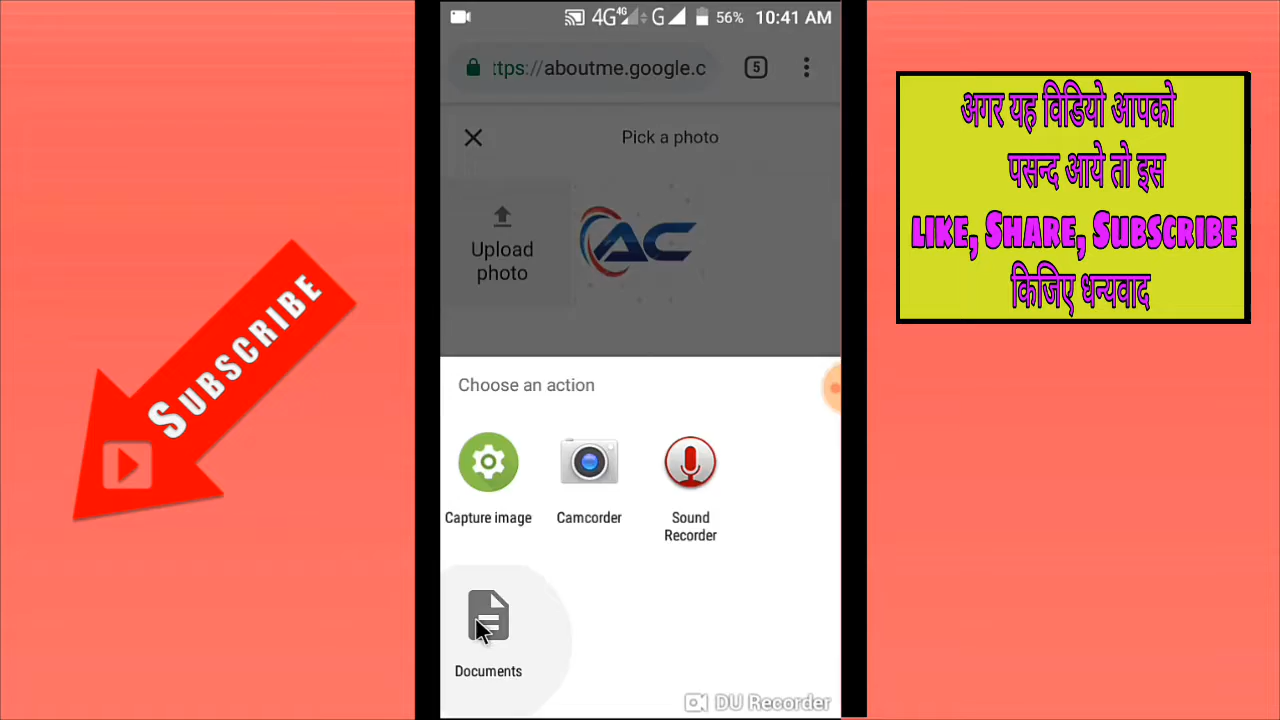 4G 4G G 56% 10:41 AM
ttps://aboutme.google.c 5
Pick a photo
Upload
photo
AC
Choose an action
Capture image
Camcorder
Sound
Recorder
Documents
DU Recorder
SUBSCRIBE
अगर यह विडियो आपको
पसन्द आये तो इस
LIKE, SHARE, SUBSCRIBE
किजिए धन्यवाद